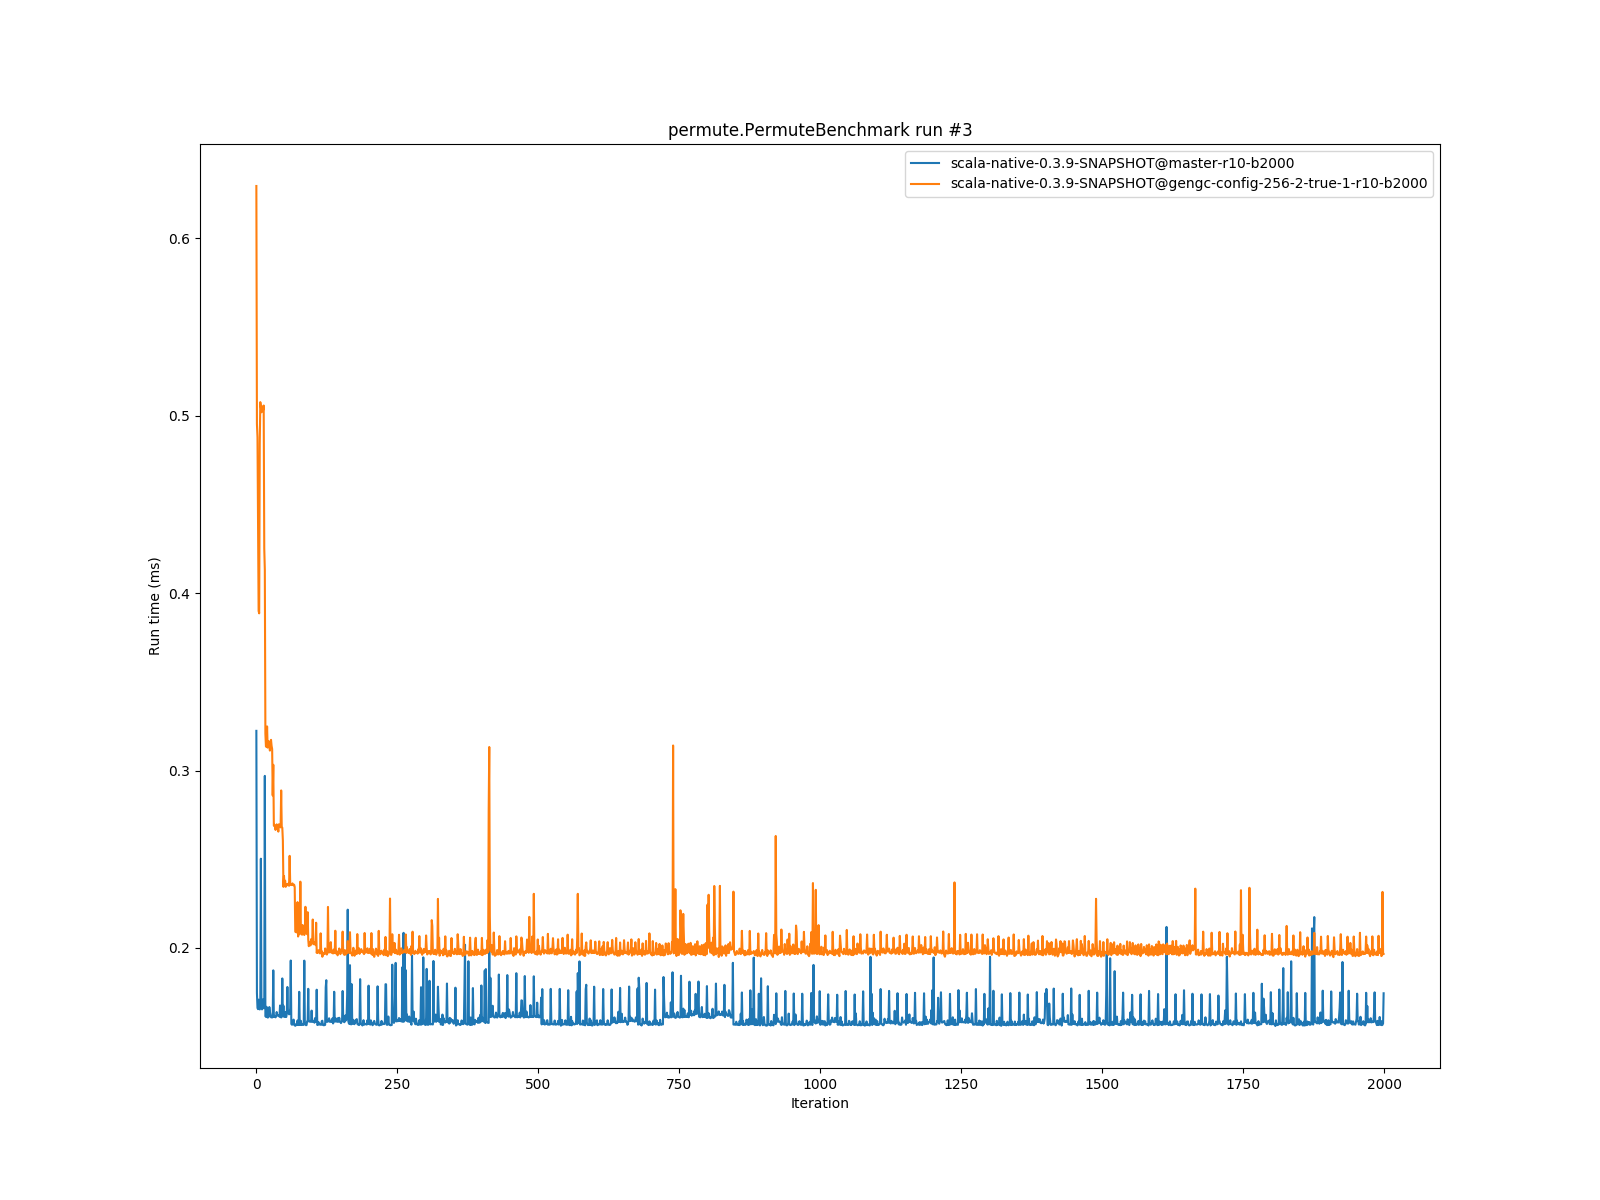 permute.PermuteBenchmark run #3
scala-native-0.3.9-SNAPSHOT@master-r10-b2000
scala-native-0.3.9-SNAPSHOT@gengc-config-256-2-true-1-r10-b2000
0.6
0.5
0.4
0.3
0.2
Run time (ms)
0 250 500 750 1000 1250 1500 1750 2000
Iteration